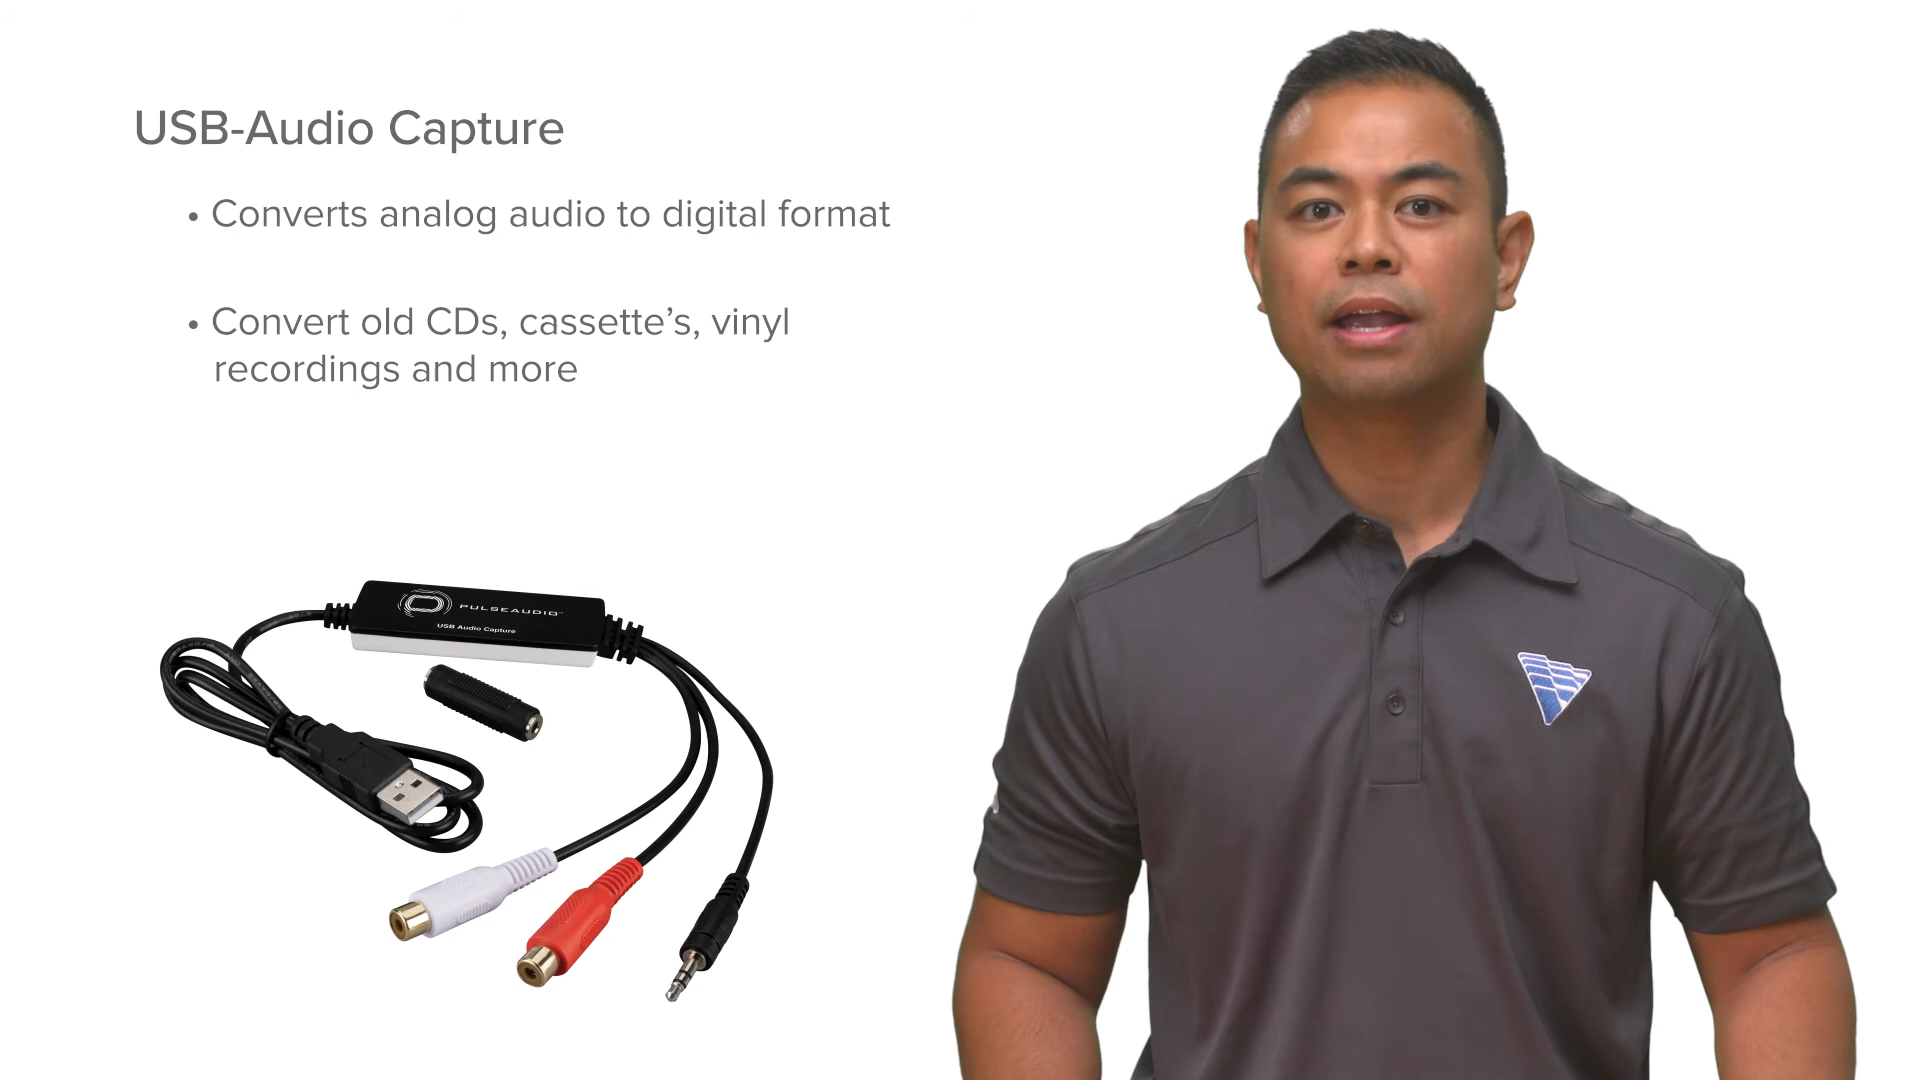 USB-Audio Capture
• Converts analog audio to digital format
• Convert old CDs, cassette’s, vinyl
recordings and more
PULSEAUDIO™
USB Audio Capture